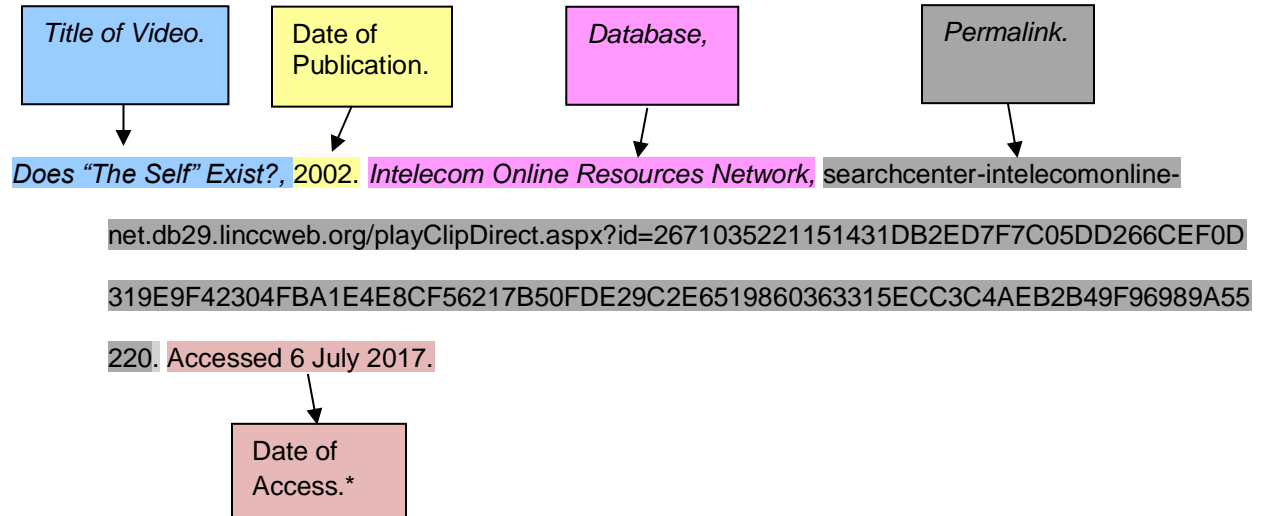 Title of Video.
Date of
Publication.
Database,
Permalink.
Does “The Self” Exist?, 2002. Intelecom Online Resources Network, searchcenter-intelecomonline-
net.db29.linccweb.org/playClipDirect.aspx?id=2671035221151431DB2ED7F7C05DD266CEF0D
319E9F42304FBA1E4E8CF56217B50FDE29C2E6519860363315ECC3C4AEB2B49F96989A55
220. Accessed 6 July 2017.
Date of
Access.*